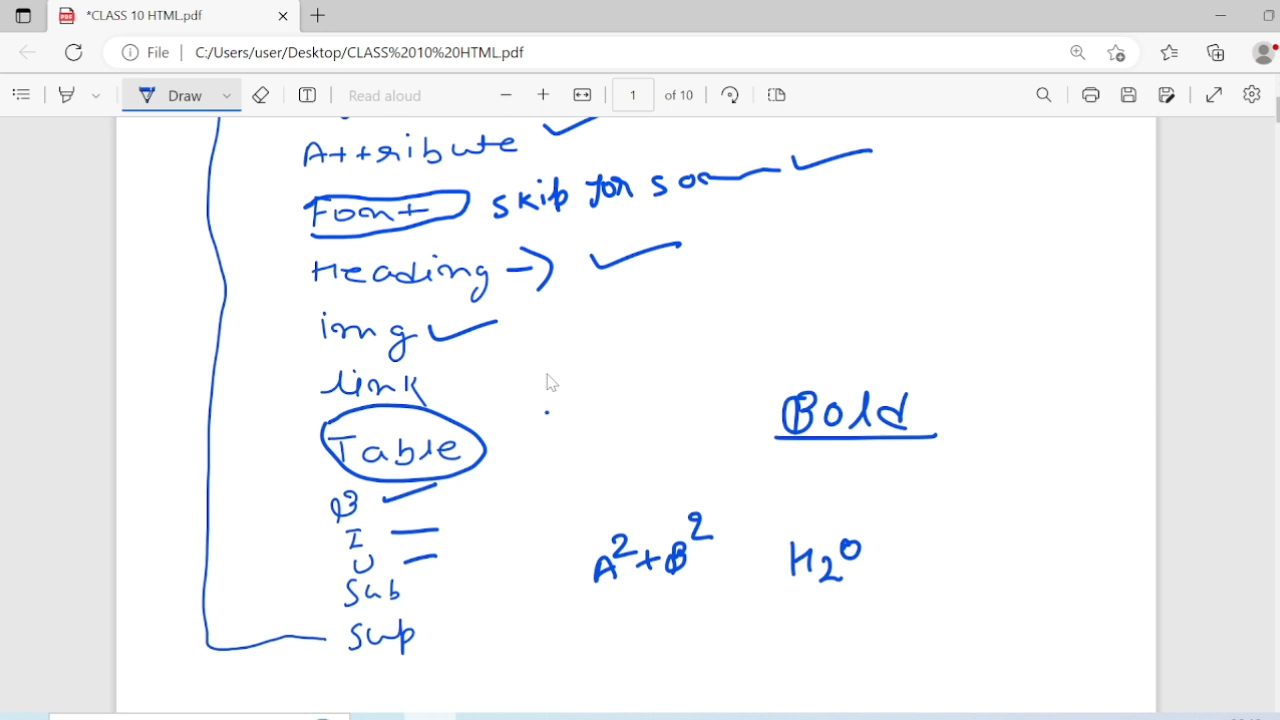 *CLASS 10 HTML.pdf
File | C:/Users/user/Desktop/CLASS%2010%20HTML.pdf
Draw Read aloud 1 of 10
Attribute
Font skip for
Heading →
img
link
Bold
Table
B
I
U
A²+B² H₂O
Sub
Sup